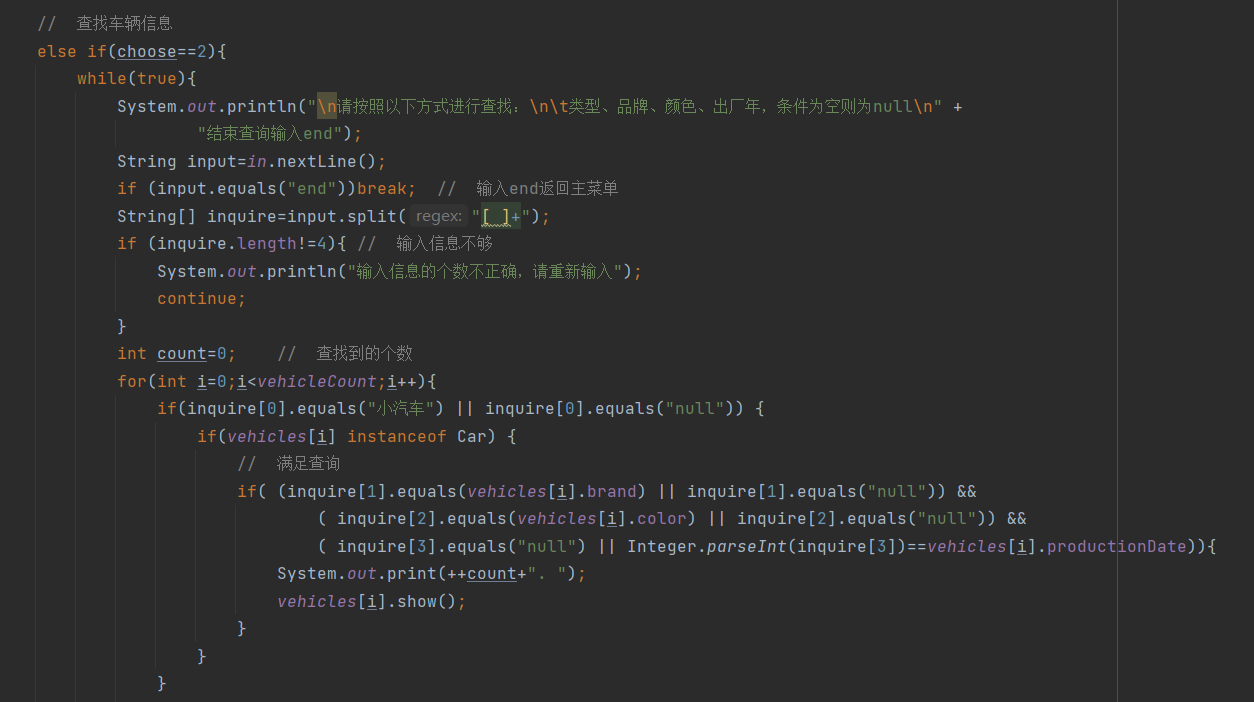 // 查找车辆信息
else if(choose==2){
while(true){
System.out.println("\n请按照以下方式进行查找：\n\t类型、品牌、颜色、出厂年，条件为空则为null\n" +
"结束查询输入end");
String input=in.nextLine();
if (input.equals("end"))break; // 输入end返回主菜单
String[] inquire=input.split( regex: "[ ]+");
if (inquire.length!=4){ // 输入信息不够
System.out.println("输入信息的个数不正确，请重新输入");
continue;
}
int count=0; // 查找到的个数
for(int i=0;i<vehicleCount;i++){
if(inquire[0].equals("小汽车") || inquire[0].equals("null")) {
if(vehicles[i] instanceof Car) {
// 满足查询
if( (inquire[1].equals(vehicles[i].brand) || inquire[1].equals("null")) &&
( inquire[2].equals(vehicles[i].color) || inquire[2].equals("null")) &&
( inquire[3].equals("null") || Integer.parseInt(inquire[3])==vehicles[i].productionDate)){
System.out.print(++count+". ");
vehicles[i].show();
}
}
}